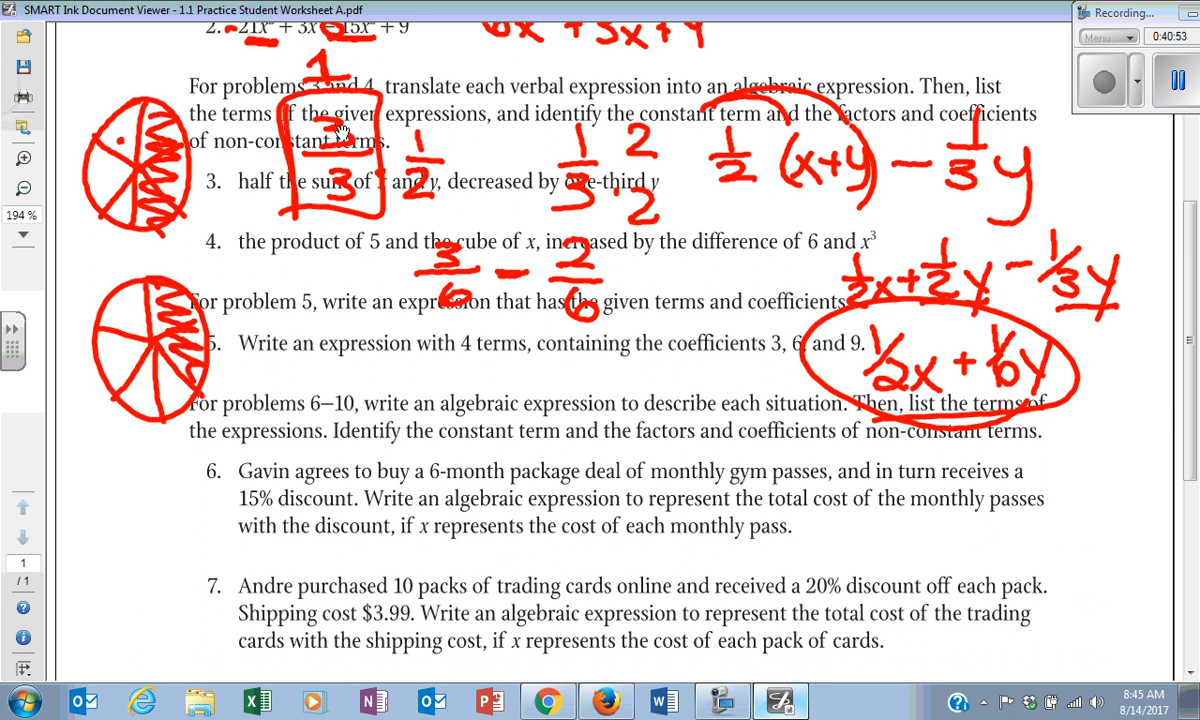 SMART Ink Document Viewer - 1.1 Practice Student Worksheet A.pdf
Recording...
Menu
0:40:53
194 %
1
/ 1
2. -21x² + 3x - 15x² + 9
6x + 3x + 9
For problems 3 and 4, translate each verbal expression into an algebraic expression. Then, list
the terms of the given expressions, and identify the constant term and the factors and coefficients
of non-constant terms.
1
3/3
1/2
1/3 · 2/2
1/2 (x+y) - 1/3 y
3. half the sum of x and y, decreased by one-third y
4. the product of 5 and the cube of x, increased by the difference of 6 and x³
3/6 - 2/6
1/2x + 1/2y - 1/3y
For problem 5, write an expression that has the given terms and coefficients.
5. Write an expression with 4 terms, containing the coefficients 3, 6, and 9.
1/2x + 1/6y
For problems 6–10, write an algebraic expression to describe each situation. Then, list the terms of
the expressions. Identify the constant term and the factors and coefficients of non-constant terms.
6. Gavin agrees to buy a 6-month package deal of monthly gym passes, and in turn receives a
15% discount. Write an algebraic expression to represent the total cost of the monthly passes
with the discount, if x represents the cost of each monthly pass.
7. Andre purchased 10 packs of trading cards online and received a 20% discount off each pack.
Shipping cost $3.99. Write an algebraic expression to represent the total cost of the trading
cards with the shipping cost, if x represents the cost of each pack of cards.
8:45 AM
8/14/2017